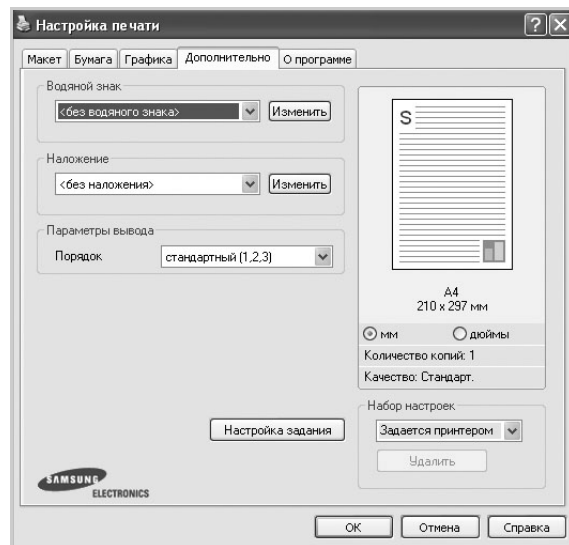 Настройка печати
Макет Бумага Графика Дополнительно О программе
Водяной знак
<без водяного знака> Изменить
Наложение
<без наложения> Изменить
Параметры вывода
Порядок стандартный (1,2,3)
S
A4
210 x 297 мм
мм дюймы
Количество копий: 1
Качество: Стандарт.
Набор настроек
Настройка задания Задается принтером
Удалить
SAMSUNG
ELECTRONICS
OK Отмена Справка